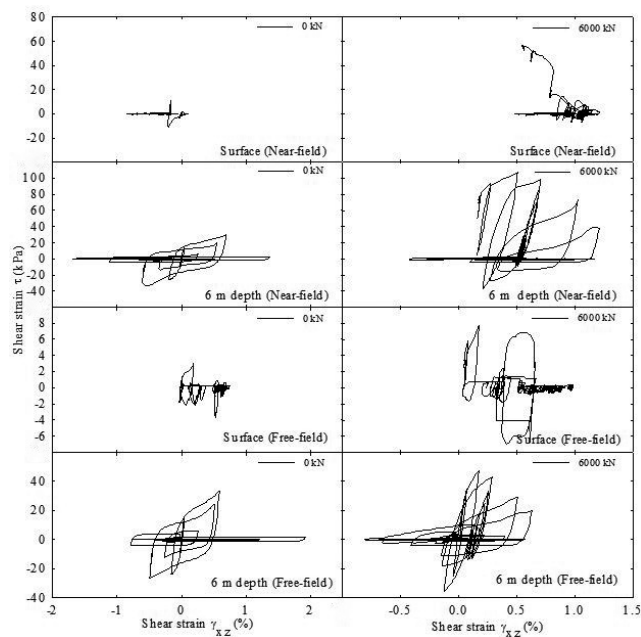 80
60
40
20
0
-20
0 kN
Surface (Near-field)
6000 kN
Surface (Near-field)
100
80
60
40
20
0
-20
-40
0 kN
6 m depth (Near-field)
6000 kN
6 m depth (Near-field)
Shear strain τ (kPa)
8
6
4
2
0
-2
-4
-6
0 kN
Surface (Free-field)
6000 kN
Surface (Free-field)
40
20
0
-20
-40
0 kN
6 m depth (Free-field)
6000 kN
6 m depth (Free-field)
-2 -1 0 1 2
-0.5 0.0 0.5 1.0 1.5
Shear strain γxz (%)
Shear strain γxz (%)